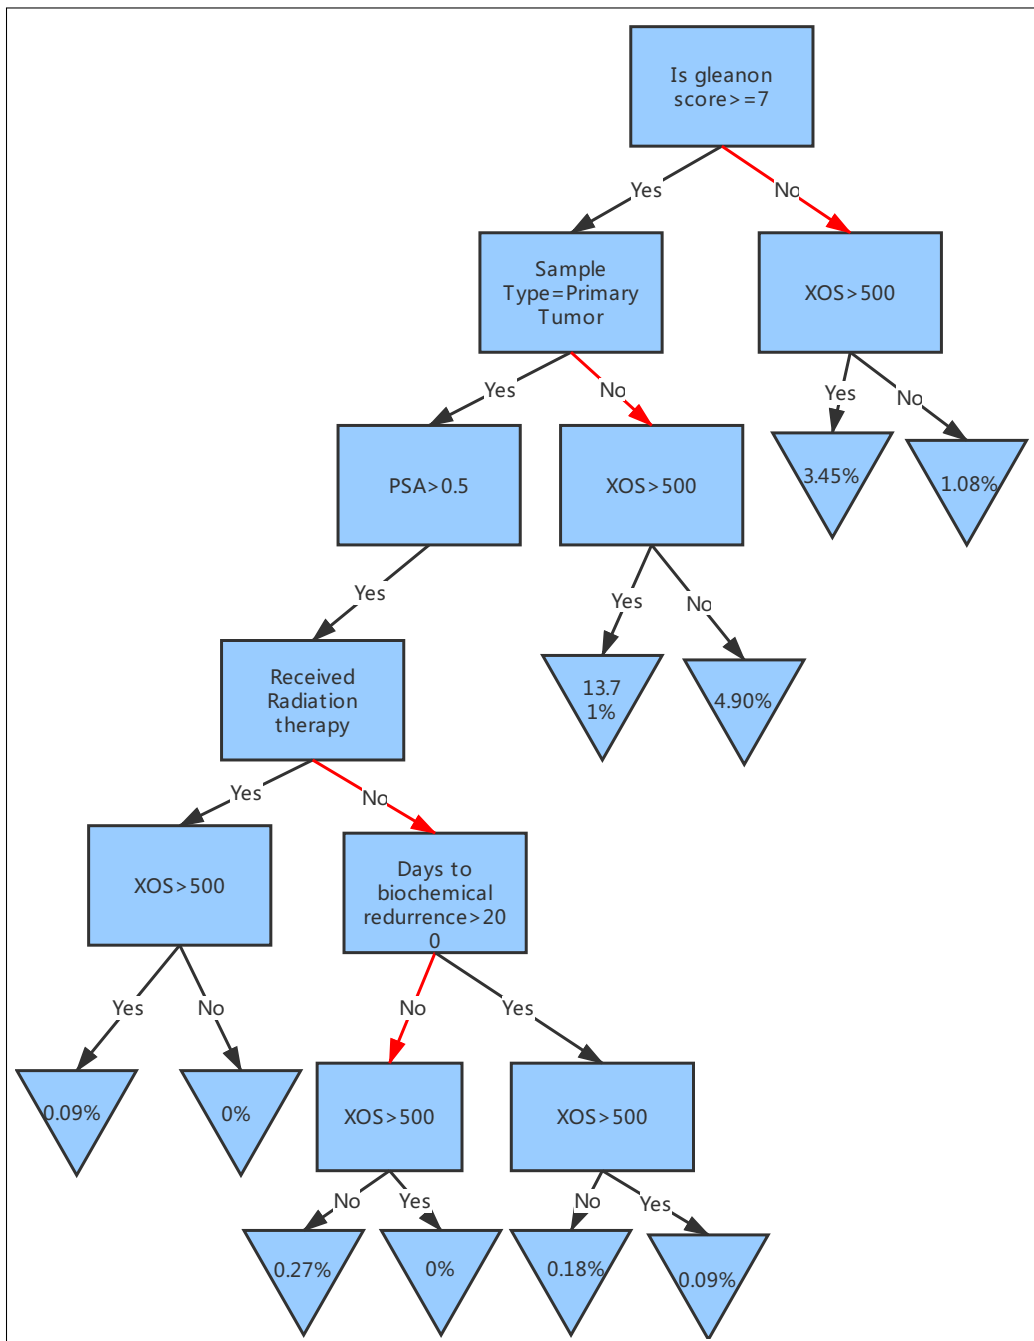 Is gleanon
score>=7
Yes
No
Sample
Type=Primary
Tumor
XOS>500
Yes
No
Yes
No
PSA>0.5
XOS>500
3.45%
1.08%
Yes
Yes
No
Received
Radiation
therapy
13.7
1%
4.90%
Yes
No
XOS>500
Days to
biochemical
redurrence>20
0
Yes
No
No
Yes
0.09%
0%
XOS>500
XOS>500
No
Yes
No
Yes
0.27%
0%
0.18%
0.09%